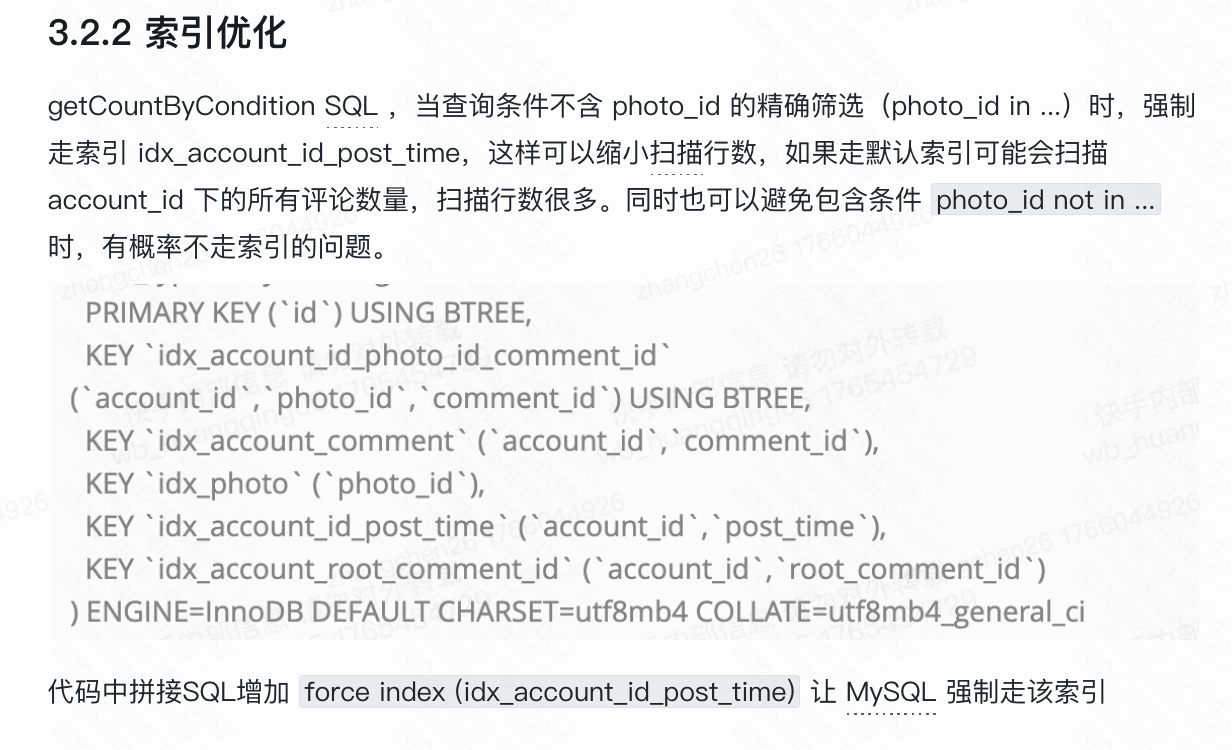 3.2.2 索引优化
getCountByCondition SQL ，当查询条件不含 photo_id 的精确筛选（photo_id in ...）时，强制
走索引 idx_account_id_post_time，这样可以缩小扫描行数，如果走默认索引可能会扫描
account_id 下的所有评论数量，扫描行数很多。同时也可以避免包含条件 photo_id not in ...
时，有概率不走索引的问题。
PRIMARY KEY (`id`) USING BTREE,
KEY `idx_account_id_photo_id_comment_id`
(`account_id`,`photo_id`,`comment_id`) USING BTREE,
KEY `idx_account_comment` (`account_id`,`comment_id`),
KEY `idx_photo` (`photo_id`),
KEY `idx_account_id_post_time` (`account_id`,`post_time`),
KEY `idx_account_root_comment_id` (`account_id`,`root_comment_id`)
) ENGINE=InnoDB DEFAULT CHARSET=utf8mb4 COLLATE=utf8mb4_general_ci
代码中拼接SQL增加 force index (idx_account_id_post_time) 让 MySQL 强制走该索引